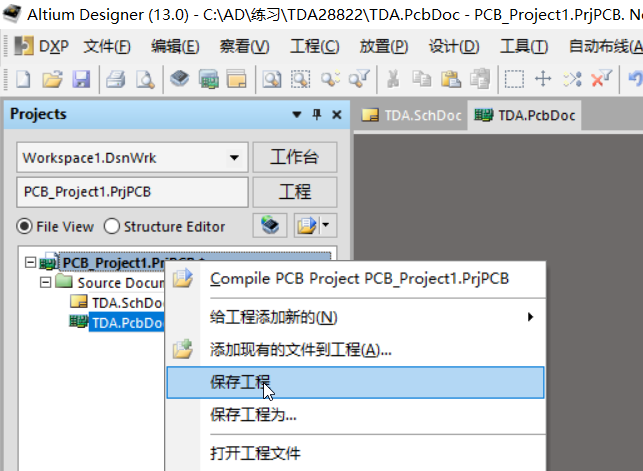 Altium Designer (13.0) - C:\AD\练习\TDA28822\TDA.PcbDoc - PCB_Project1.PrjPCB. No
DXP 文件(F) 编辑(E) 察看(V) 工程(C) 放置(P) 设计(D) 工具(T) 自动布线(A
Projects
TDA.SchDoc TDA.PcbDoc
Workspace1.DsnWrk 工作台
PCB_Project1.PrjPCB 工程
File View Structure Editor
PCB_Project1.PrjPCB *
Source Docum
TDA.SchDo
TDA.PcbDo
Compile PCB Project PCB_Project1.PrjPCB
给工程添加新的(N)
添加现有的文件到工程(A)...
保存工程
保存工程为...
打开工程文件